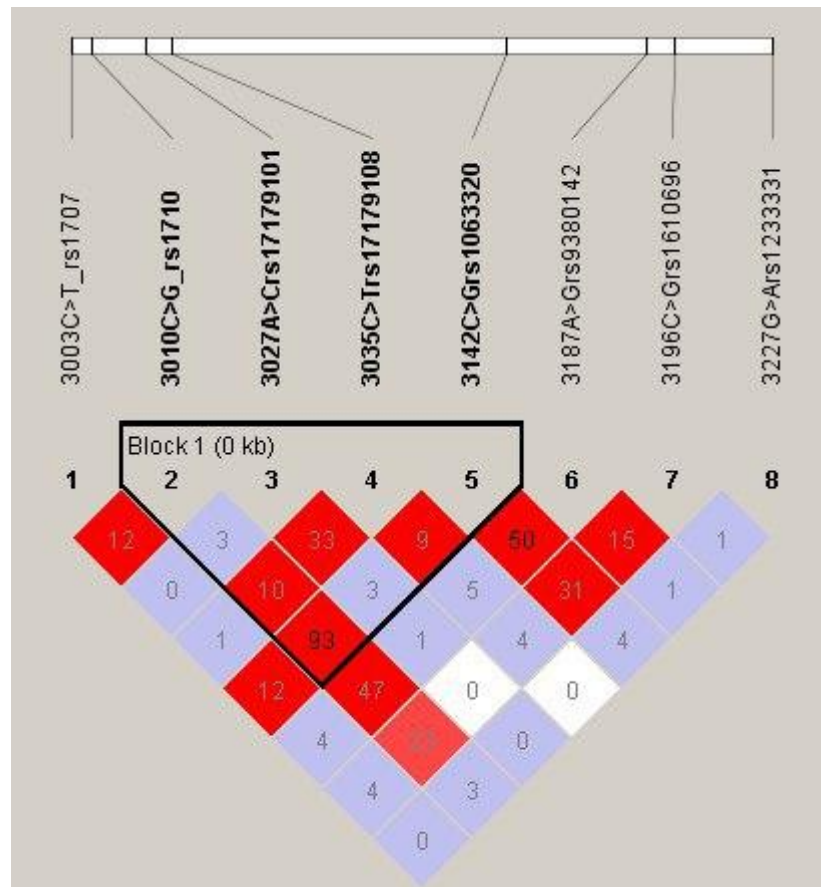 3003C>T_rs1707
3010C>G_rs1710
3027A>Crs17179101
3035C>Trs17179108
3142C>Grs1063320
3187A>Grs9380142
3196C>Grs1610696
3227G>Ars1233331
Block 1 (0 kb)
1 2 3 4 5 6 7 8
12 3 33 9 50 15 1
0 10 3 5 31 1
1 93 1 4 4
12 47 0 0
4 0
4 3
0